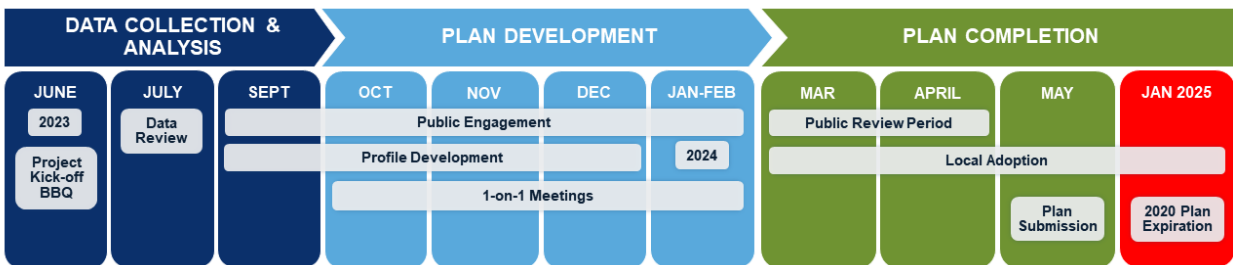 DATA COLLECTION &
ANALYSIS
PLAN DEVELOPMENT
PLAN COMPLETION
JUNE
JULY
SEPT
OCT
NOV
DEC
JAN-FEB
MAR
APRIL
MAY
JAN 2025
2023
Data
Review
Public Engagement
Public Review Period
Project
Kick-off
BBQ
Profile Development
2024
Local Adoption
1-on-1 Meetings
Plan
Submission
2020 Plan
Expiration